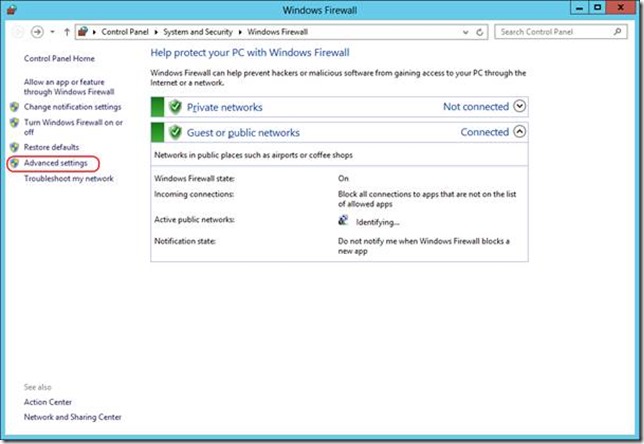 Windows Firewall
Control Panel
System and Security
Windows Firewall
Search Control Panel
Control Panel Home
Allow an app or feature
through Windows Firewall
Change notification settings
Turn Windows Firewall on or
off
Restore defaults
Advanced settings
Troubleshoot my network
See also
Action Center
Network and Sharing Center
Help protect your PC with Windows Firewall
Windows Firewall can help prevent hackers or malicious software from gaining access to your PC through the
Internet or a network.
Private networks Not connected
Guest or public networks Connected
Networks in public places such as airports or coffee shops
Windows Firewall state: On
Incoming connections: Block all connections to apps that are not on the list
of allowed apps
Active public networks: Identifying...
Notification state: Do not notify me when Windows Firewall blocks a
new app